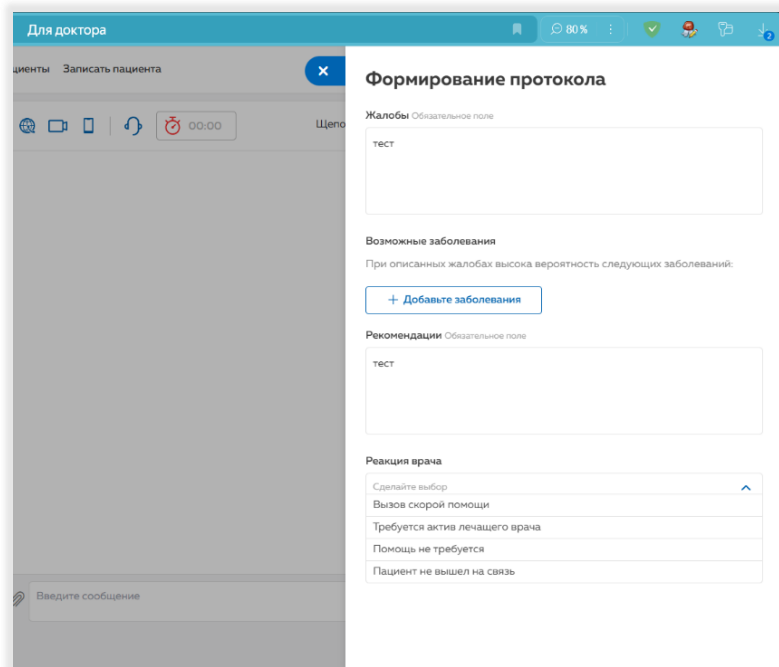 Для доктора
80 %
2
циенты Записать пациента
Формирование протокола
Жалобы Обязательное поле
00:00
Щепо
тест
Возможные заболевания
При описанных жалобах высока вероятность следующих заболеваний:
+ Добавьте заболевания
Рекомендации Обязательное поле
тест
Реакция врача
Сделайте выбор
Вызов скорой помощи
Требуется актив лечащего врача
Помощь не требуется
Пациент не вышел на связь
Введите сообщение